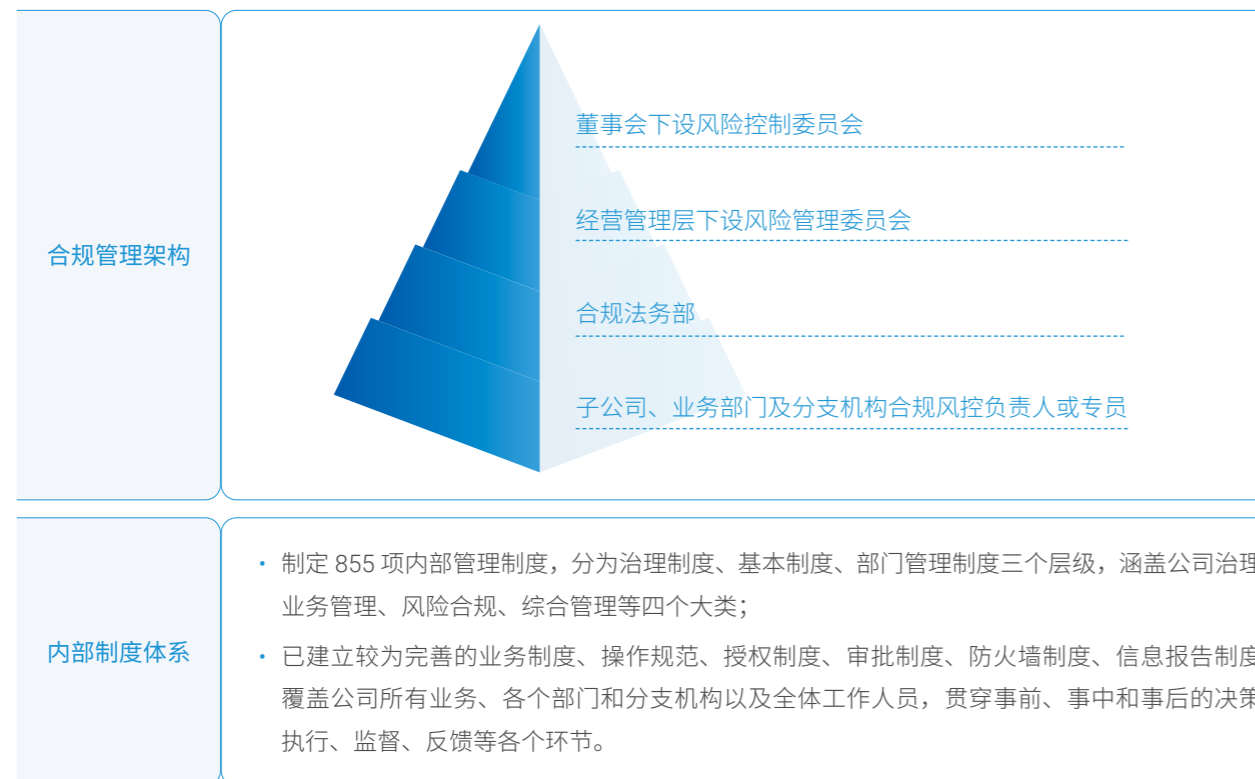 合规管理架构
董事会下设风险控制委员会
经营管理层下设风险管理委员会
合规法务部
子公司、业务部门及分支机构合规风控负责人或专员
内部制度体系
• 制定 855 项内部管理制度，分为治理制度、基本制度、部门管理制度三个层级，涵盖公司治理
业务管理、风险合规、综合管理等四个大类；
• 已建立较为完善的业务制度、操作规范、授权制度、审批制度、防火墙制度、信息报告制度
覆盖公司所有业务、各个部门和分支机构以及全体工作人员，贯穿事前、事中和事后的决策
执行、监督、反馈等各个环节。